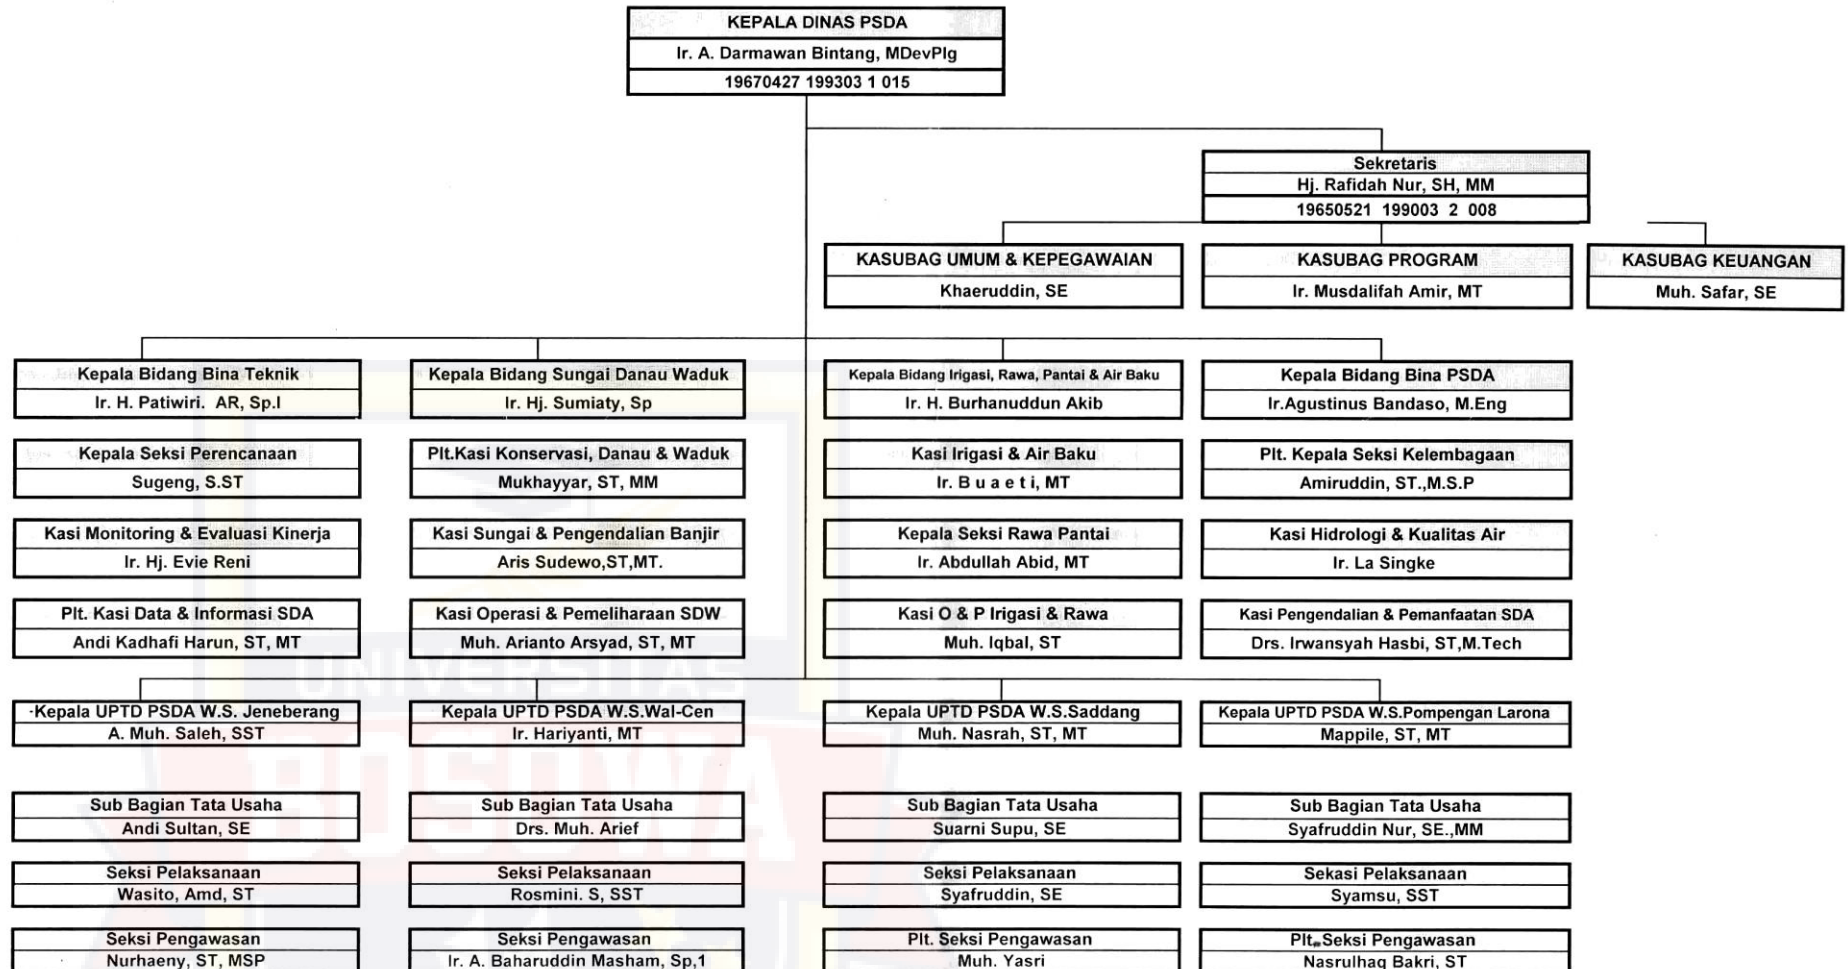 KEPALA DINAS PSDA
Ir. A. Darmawan Bintang, MDevPlg
19670427 199303 1 015
Sekretaris
Hj. Rafidah Nur, SH, MM
19650521 199003 2 008
KASUBAG UMUM & KEPEGAWAIAN
Khaeruddin, SE
KASUBAG PROGRAM
Ir. Musdalifah Amir, MT
KASUBAG KEUANGAN
Muh. Safar, SE
Kepala Bidang Bina Teknik
Ir. H. Patiwiri. AR, Sp.I
Kepala Bidang Sungai Danau Waduk
Ir. Hj. Sumiaty, Sp
Kepala Bidang Irigasi, Rawa, Pantai & Air Baku
Ir. H. Burhanuddun Akib
Kepala Bidang Bina PSDA
Ir.Agustinus Bandaso, M.Eng
Kepala Seksi Perencanaan
Sugeng, S.ST
Plt.Kasi Konservasi, Danau & Waduk
Mukhayyar, ST, MM
Kasi Irigasi & Air Baku
Ir. B u a e t i, MT
Plt. Kepala Seksi Kelembagaan
Amiruddin, ST.,M.S.P
Kasi Monitoring & Evaluasi Kinerja
Ir. Hj. Evie Reni
Kasi Sungai & Pengendalian Banjir
Aris Sudewo,ST,MT.
Kepala Seksi Rawa Pantai
Ir. Abdullah Abid, MT
Kasi Hidrologi & Kualitas Air
Ir. La Singke
Plt. Kasi Data & Informasi SDA
Andi Kadhafi Harun, ST, MT
Kasi Operasi & Pemeliharaan SDW
Muh. Arianto Arsyad, ST, MT
Kasi O & P Irigasi & Rawa
Muh. Iqbal, ST
Kasi Pengendalian & Pemanfaatan SDA
Drs. Irwansyah Hasbi, ST,M.Tech
UNIVERSITAS
Kepala UPTD PSDA W.S. Jeneberang
A. Muh. Saleh, SST
Kepala UPTD PSDA W.S.Wal-Cen
Ir. Hariyanti, MT
Kepala UPTD PSDA W.S.Saddang
Muh. Nasrah, ST, MT
Kepala UPTD PSDA W.S.Pompengan Larona
Mappile, ST, MT
BOSOWA
Sub Bagian Tata Usaha
Andi Sultan, SE
Sub Bagian Tata Usaha
Drs. Muh. Arief
Sub Bagian Tata Usaha
Suarni Supu, SE
Sub Bagian Tata Usaha
Syafruddin Nur, SE.,MM
Seksi Pelaksanaan
Wasito, Amd, ST
Seksi Pelaksanaan
Rosmini. S, SST
Seksi Pelaksanaan
Syafruddin, SE
Sekasi Pelaksanaan
Syamsu, SST
Seksi Pengawasan
Nurhaeny, ST, MSP
Seksi Pengawasan
Ir. A. Baharuddin Masham, Sp,1
Plt. Seksi Pengawasan
Muh. Yasri
Plt. Seksi Pengawasan
Nasrulhaq Bakri, ST